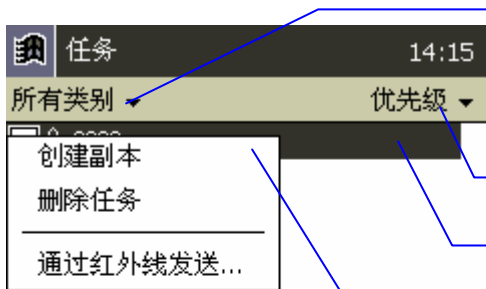 任务 14:15
所有类别 优先级
创建副本
删除任务
通过红外线发送...